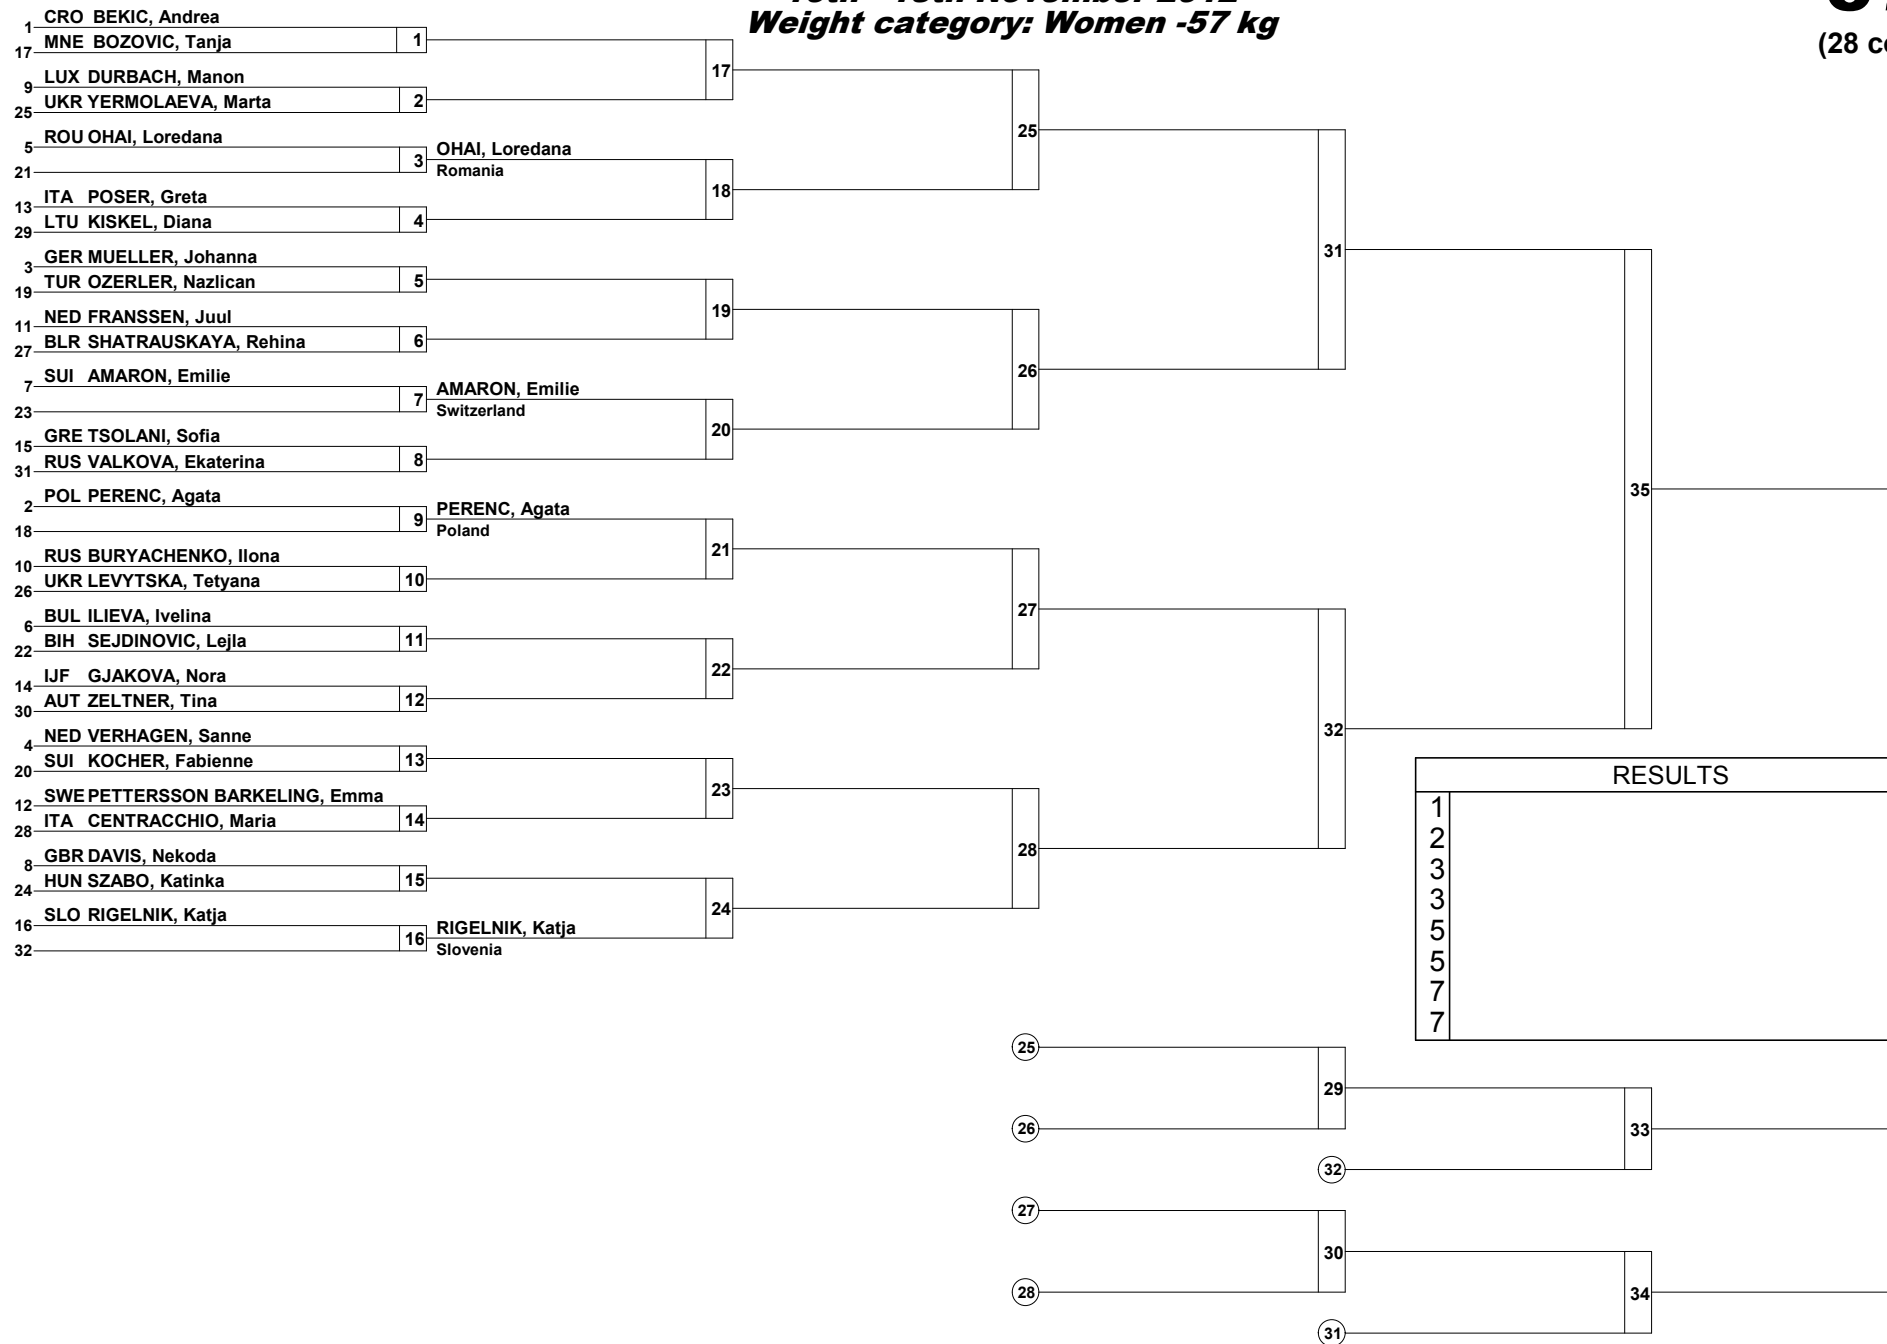 Weight category: Women -57 kg
(28
1 CRO BEKIC, Andrea
17 MNE BOZOVIC, Tanja
1
9 LUX DURBACH, Manon
25 UKR YERMOLAEVA, Marta
2
5 ROU OHAI, Loredana
21
3
OHAI, Loredana
Romania
13 ITA POSER, Greta
29 LTU KISKEL, Diana
4
3 GER MUELLER, Johanna
19 TUR OZERLER, Nazlican
5
11 NED FRANSSEN, Juul
27 BLR SHATRAUSKAYA, Rehina
6
7 SUI AMARON, Emilie
23
7
AMARON, Emilie
Switzerland
15 GRE TSOLANI, Sofia
31 RUS VALKOVA, Ekaterina
8
2 POL PERENC, Agata
18
9
PERENC, Agata
Poland
10 RUS BURYACHENKO, Ilona
26 UKR LEVYTSKA, Tetyana
10
6 BUL ILIEVA, Ivelina
22 BIH SEJDINOVIC, Lejla
11
14 IJF GJAKOVA, Nora
30 AUT ZELTNER, Tina
12
4 NED VERHAGEN, Sanne
20 SUI KOCHER, Fabienne
13
12 SWE PETTERSSON BARKELING, Emma
28 ITA CENTRACCHIO, Maria
14
8 GBR DAVIS, Nekoda
24 HUN SZABO, Katinka
15
16 SLO RIGELNIK, Katja
32
16
RIGELNIK, Katja
Slovenia
17
18
19
20
21
22
23
24
25
26
27
28
31
32
35
RESULTS
1
2
3
3
5
5
7
7
25
26
29
32
33
27
28
30
31
34